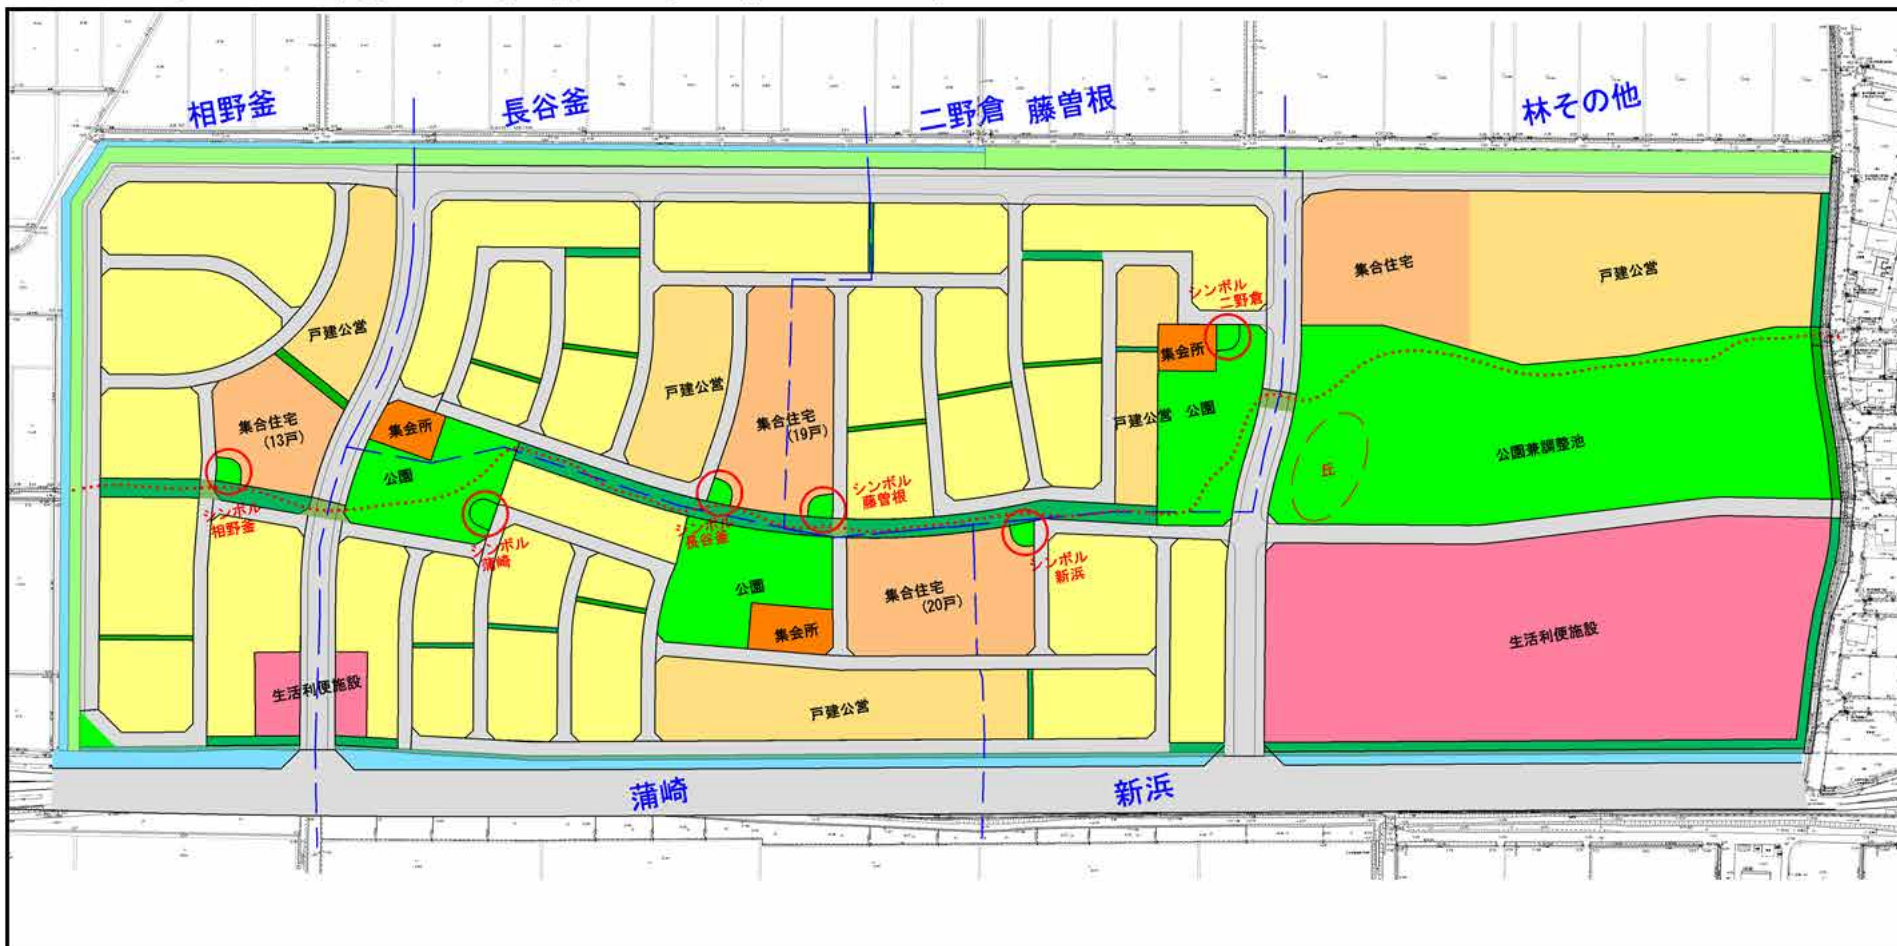 相野釜
長谷釜
二野倉 藤曽根
林その他
戸建公営
集合住宅
(13戸)
シンボル
相野釜
集会所
公園
シンボル
蒲崎
戸建公営
集合住宅
(19戸)
シンボル
長谷釜
シンボル
藤曽根
シンボル
二野倉
集会所
戸建公営
公園
集合住宅
戸建公営
丘
公園兼調整池
公園
集会所
集合住宅
(20戸)
シンボル
新浜
生活利便施設
戸建公営
生活利便施設
蒲崎
新浜